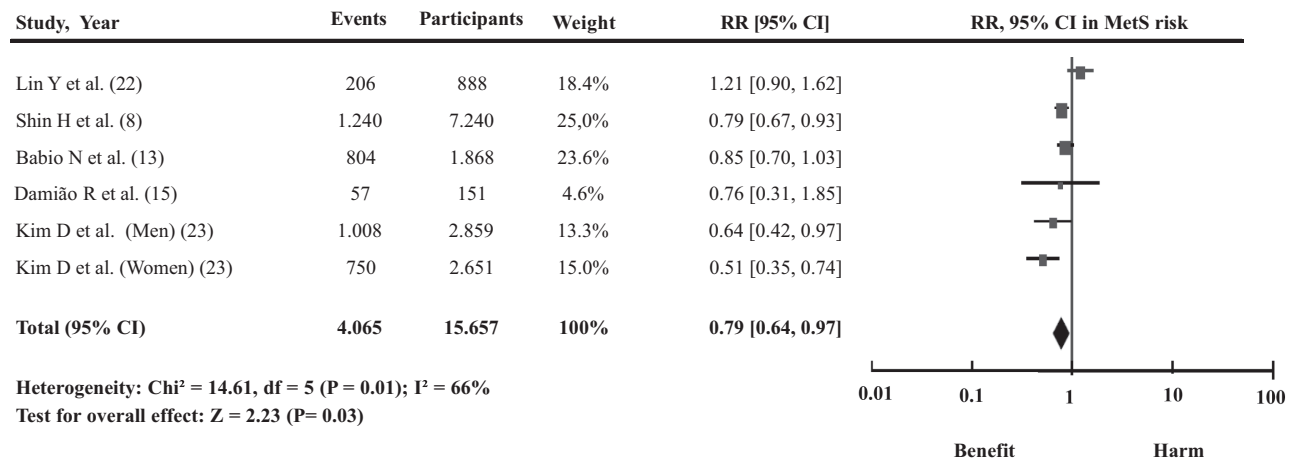 Study, Year Events Participants Weight RR [95% CI] RR, 95% CI in MetS risk
Lin Y et al. (22) 206 888 18.4% 1.21 [0.90, 1.62]
Shin H et al. (8) 1.240 7.240 25,0% 0.79 [0.67, 0.93]
Babio N et al. (13) 804 1.868 23.6% 0.85 [0.70, 1.03]
Damião R et al. (15) 57 151 4.6% 0.76 [0.31, 1.85]
Kim D et al. (Men) (23) 1.008 2.859 13.3% 0.64 [0.42, 0.97]
Kim D et al. (Women) (23) 750 2.651 15.0% 0.51 [0.35, 0.74]
Total (95% CI) 4.065 15.657 100% 0.79 [0.64, 0.97]
Heterogeneity: Chi² = 14.61, df = 5 (P = 0.01); I² = 66%
Test for overall effect: Z = 2.23 (P= 0.03)
0.01 0.1 1 10 100
Benefit Harm